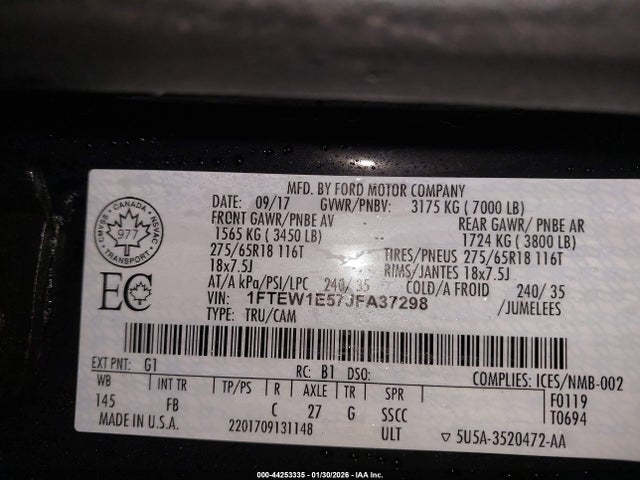 MFD. BY FORD MOTOR COMPANY
DATE: 09/17 GVWR/PNBV: 3175 KG ( 7000 LB)
FRONT GAWR/PNBE AV REAR GAWR/ PNBE AR
1565 KG ( 3450 LB) 1724 KG ( 3800 LB)
275/65R18 116T TIRES/PNEUS 275/65R18 116T
18x7.5J RIMS/JANTES 18x7.5J
AT/A kPa/PSI/LPC 240/ 35 COLD/A FROID 240/ 35
VIN: 1FTEW1E57JFA37298 /JUMELEES
TYPE: TRU/CAM
CANADA
CMVSS NSVAC
977
TRANSPORT
EC
EXT PNT: G1 RC: B1 DSO: COMPLIES: ICES/NMB-002
WB INT TR TP/PS R AXLE TR SPR F0119
145 FB C 27 G SSCC T0694
MADE IN U.S.A. 2201709131148 ULT ▽ 5U5A-3520472-AA
000-44253335 | 01/30/2026 - IAA Inc.